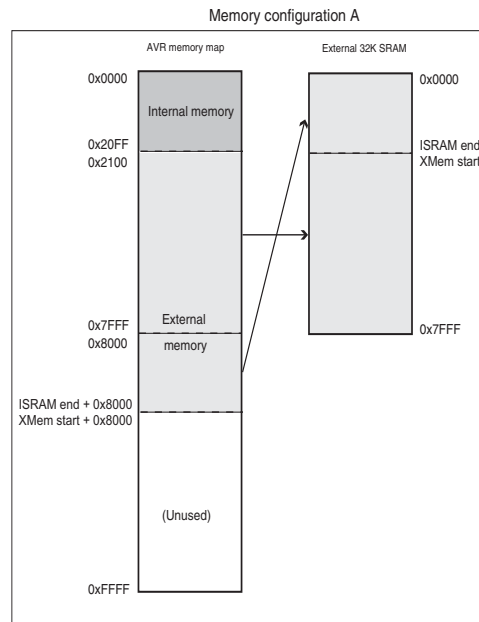 Memory configuration A
AVR memory map
External 32K SRAM
0x0000
Internal memory
0x20FF
0x2100
0x7FFF
External
0x8000
memory
ISRAM end + 0x8000
XMem start + 0x8000
(Unused)
0xFFFF
0x0000
ISRAM end
XMem start
0x7FFF